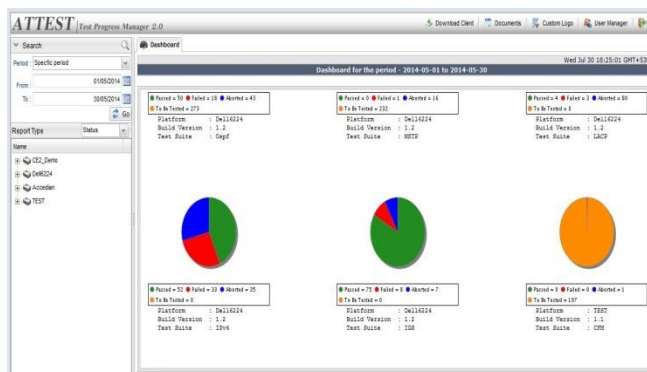 ATTEST Test Progress Manager 2.0
Download Client Documents Custom Logs User Manager
Search
Dashboard
Period: Specific period
From: 01/05/2014
To: 30/05/2014
Go
Report Type Status
Name
CE2_Demo
Dell6224
Accedian
TEST
Wed Jul 30 18:25:01 GMT+530
Dashboard for the period - 2014-05-01 to 2014-05-30
Passed = 50 Failed = 18 Aborted = 43
To Be Tested = 273
Platform : Dell6224
Build Version : 1.2
Test Suite : Ospf
Passed = 0 Failed = 1 Aborted = 16
To Be Tested = 232
Platform : Dell6224
Build Version : 1.2
Test Suite : MSTP
Passed = 4 Failed = 3 Aborted = 80
To Be Tested = 8
Platform : Dell6224
Build Version : 1.2
Test Suite : LACP
Passed = 52 Failed = 33 Aborted = 35
To Be Tested = 0
Platform : Dell6224
Build Version : 1.2
Test Suite : IPv6
Passed = 75 Failed = 8 Aborted = 7
To Be Tested = 0
Platform : Dell6224
Build Version : 1.2
Test Suite : IGS
Passed = 0 Failed = 0 Aborted = 1
To Be Tested = 197
Platform : TEST
Build Version : 1.1
Test Suite : CFM